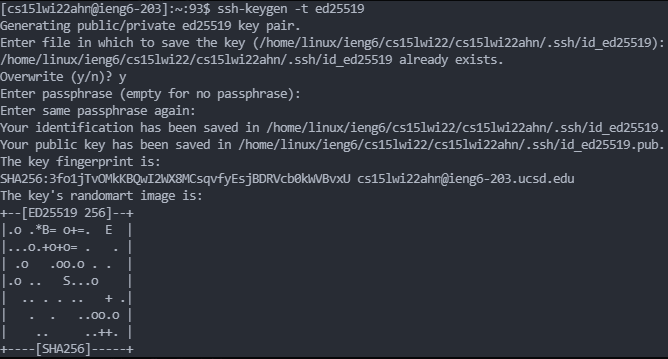 [cs15lwi22ahn@ieng6-203]:~:93$ ssh-keygen -t ed25519
Generating public/private ed25519 key pair.
Enter file in which to save the key (/home/linux/ieng6/cs15lwi22/cs15lwi22ahn/.ssh/id_ed25519):
/home/linux/ieng6/cs15lwi22/cs15lwi22ahn/.ssh/id_ed25519 already exists.
Overwrite (y/n)? y
Enter passphrase (empty for no passphrase):
Enter same passphrase again:
Your identification has been saved in /home/linux/ieng6/cs15lwi22/cs15lwi22ahn/.ssh/id_ed25519.
Your public key has been saved in /home/linux/ieng6/cs15lwi22/cs15lwi22ahn/.ssh/id_ed25519.pub.
The key fingerprint is:
SHA256:3fo1jTvOMkKBQwI2WX8MCsqvfyEsjBDRVcb0kWVBvxU cs15lwi22ahn@ieng6-203.ucsd.edu
The key's randomart image is:
+--[ED25519 256]--+
|.o .*B= o+=.  E  |
|...o.+o+o= .   . |
| .o   .oo.o . .  |
|.o ..   S...o    |
|  .. . . ..   + .|
|   .  .   ..oo.o |
|    ..     ..++. |
+----[SHA256]-----+